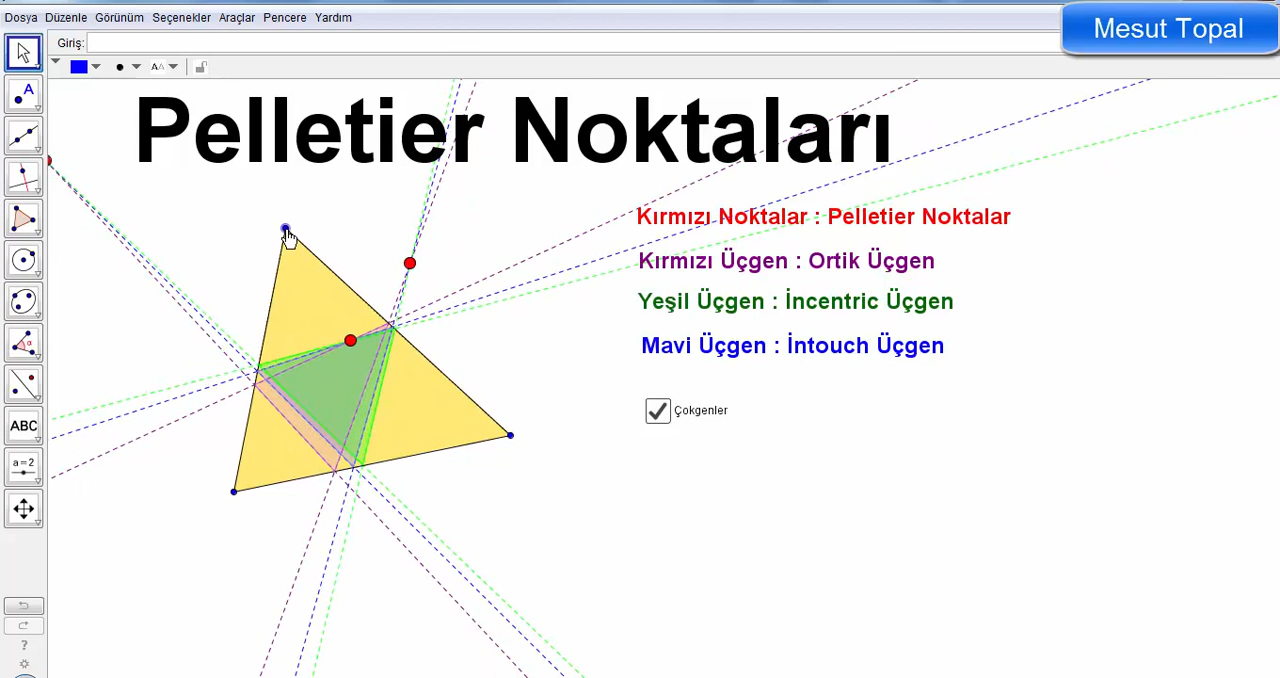 Dosya Düzenle Görünüm Seçenekler Araçlar Pencere Yardım
Mesut Topal
Giriş:
AA
A
Pelletier Noktaları
Kırmızı Noktalar : Pelletier Noktalar
Kırmızı Üçgen : Ortik Üçgen
Yeşil Üçgen : İncentric Üçgen
Mavi Üçgen : İntouch Üçgen
α
Çokgenler
ABC
a=2
?